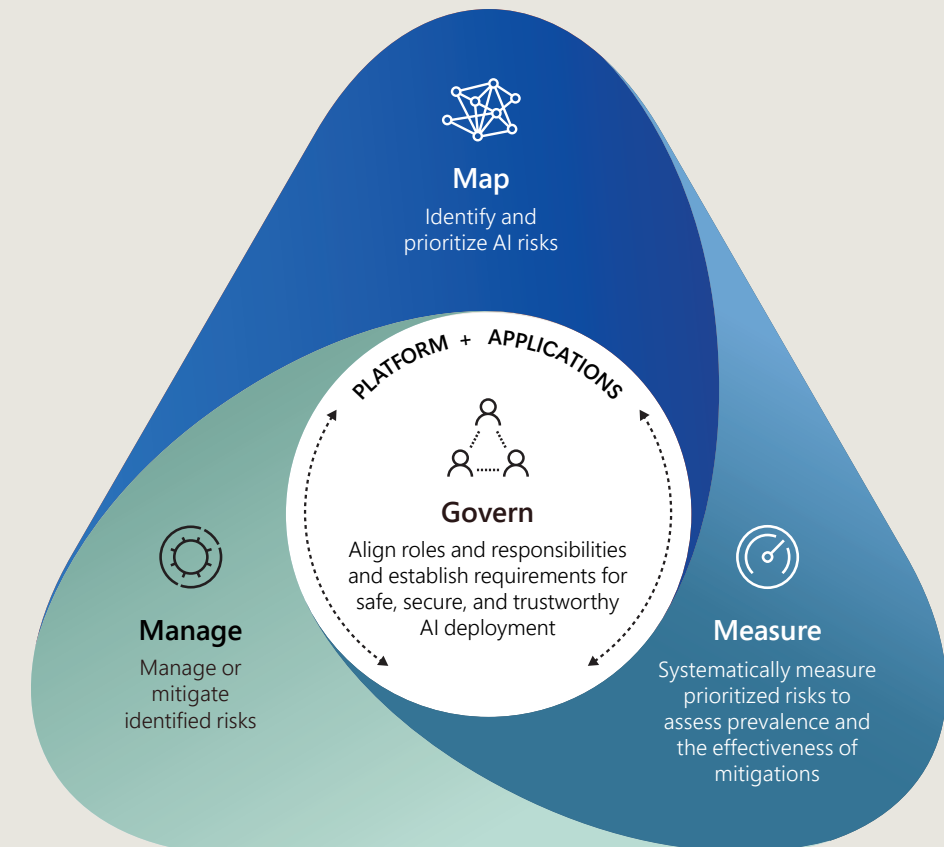 Map
Identify and
prioritize AI risks
PLATFORM + APPLICATIONS
Govern
Align roles and responsibilities
and establish requirements for
safe, secure, and trustworthy
AI deployment
Manage
Manage or
mitigate
identified risks
Measure
Systematically measure
prioritized risks to
assess prevalence and
the effectiveness of
mitigations